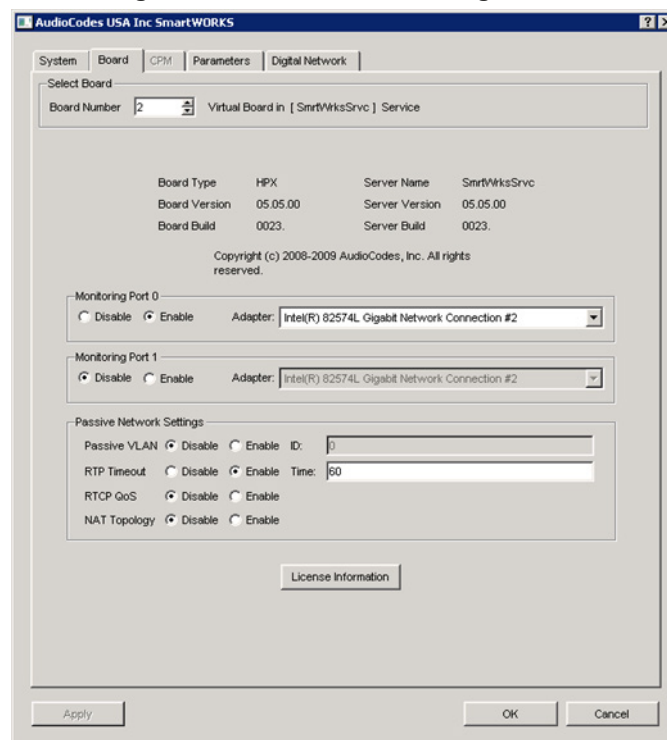 AudioCodes USA Inc SmartWORKS
System Board CPM Parameters Digital Network
Select Board
Board Number 2 Virtual Board in [ SmrtWrksSrvc ] Service
Board Type HPX Server Name SmrtWrksSrvc
Board Version 05.05.00 Server Version 05.05.00
Board Build 0023. Server Build 0023.
Copyright (c) 2008-2009 AudioCodes, Inc. All rights
reserved.
Monitoring Port 0
Disable Enable Adapter: Intel(R) 82574L Gigabit Network Connection #2
Monitoring Port 1
Disable Enable Adapter: Intel(R) 82574L Gigabit Network Connection #2
Passive Network Settings
Passive VLAN Disable Enable ID: 0
RTP Timeout Disable Enable Time: 60
RTCP QoS Disable Enable
NAT Topology Disable Enable
License Information
Apply OK Cancel